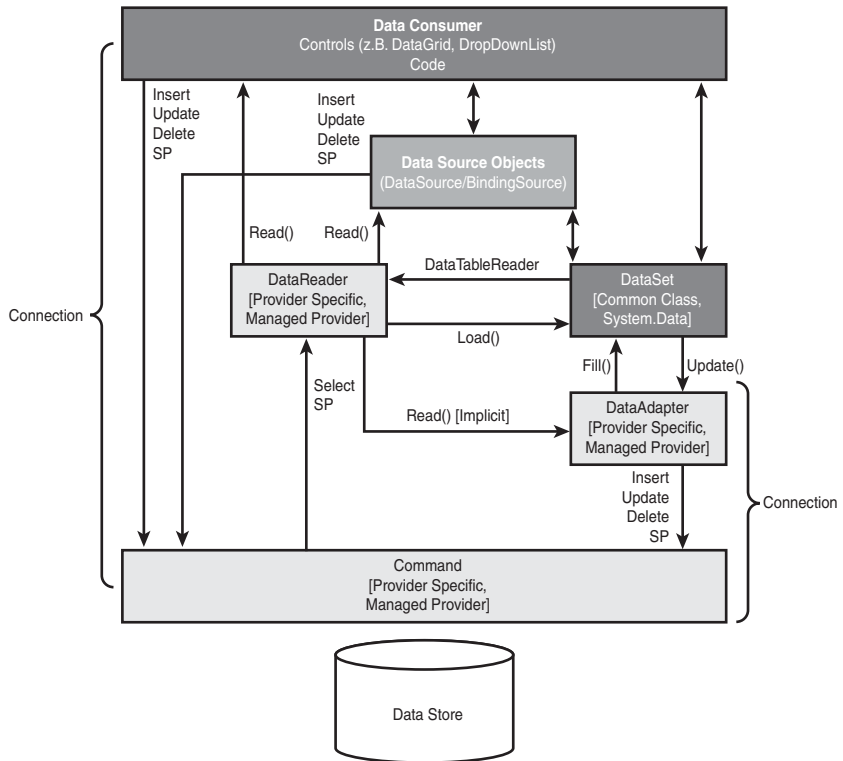 Data Consumer
Controls (z.B. DataGrid, DropDownList)
Code
Insert
Update
Delete
SP
Insert
Update
Delete
SP
Data Source Objects
(DataSource/BindingSource)
Read()
Read()
DataTableReader
DataReader
[Provider Specific,
Managed Provider]
DataSet
[Common Class,
System.Data]
Connection
Load()
Fill()
Update()
Select
SP
Read() [Implicit]
DataAdapter
[Provider Specific,
Managed Provider]
Insert
Update
Delete
SP
Connection
Command
[Provider Specific,
Managed Provider]
Data Store